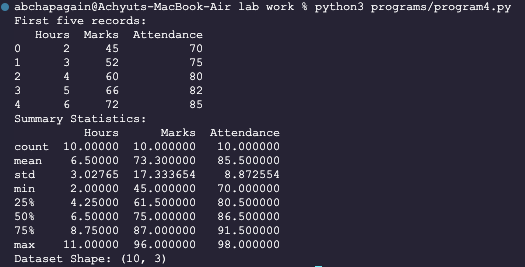 abchapagain@Achyuts-MacBook-Air lab work % python3 programs/program4.py
First five records:
   Hours  Marks  Attendance
0      2     45          70
1      3     52          75
2      4     60          80
3      5     66          82
4      6     72          85
Summary Statistics:
          Hours      Marks  Attendance
count  10.00000  10.000000   10.000000
mean    6.50000  73.300000   85.500000
std     3.02765  17.333654    8.872554
min     2.00000  45.000000   70.000000
25%     4.25000  61.500000   80.500000
50%     6.50000  75.000000   86.500000
75%     8.75000  87.000000   91.500000
max    11.00000  96.000000   98.000000
Dataset Shape: (10, 3)